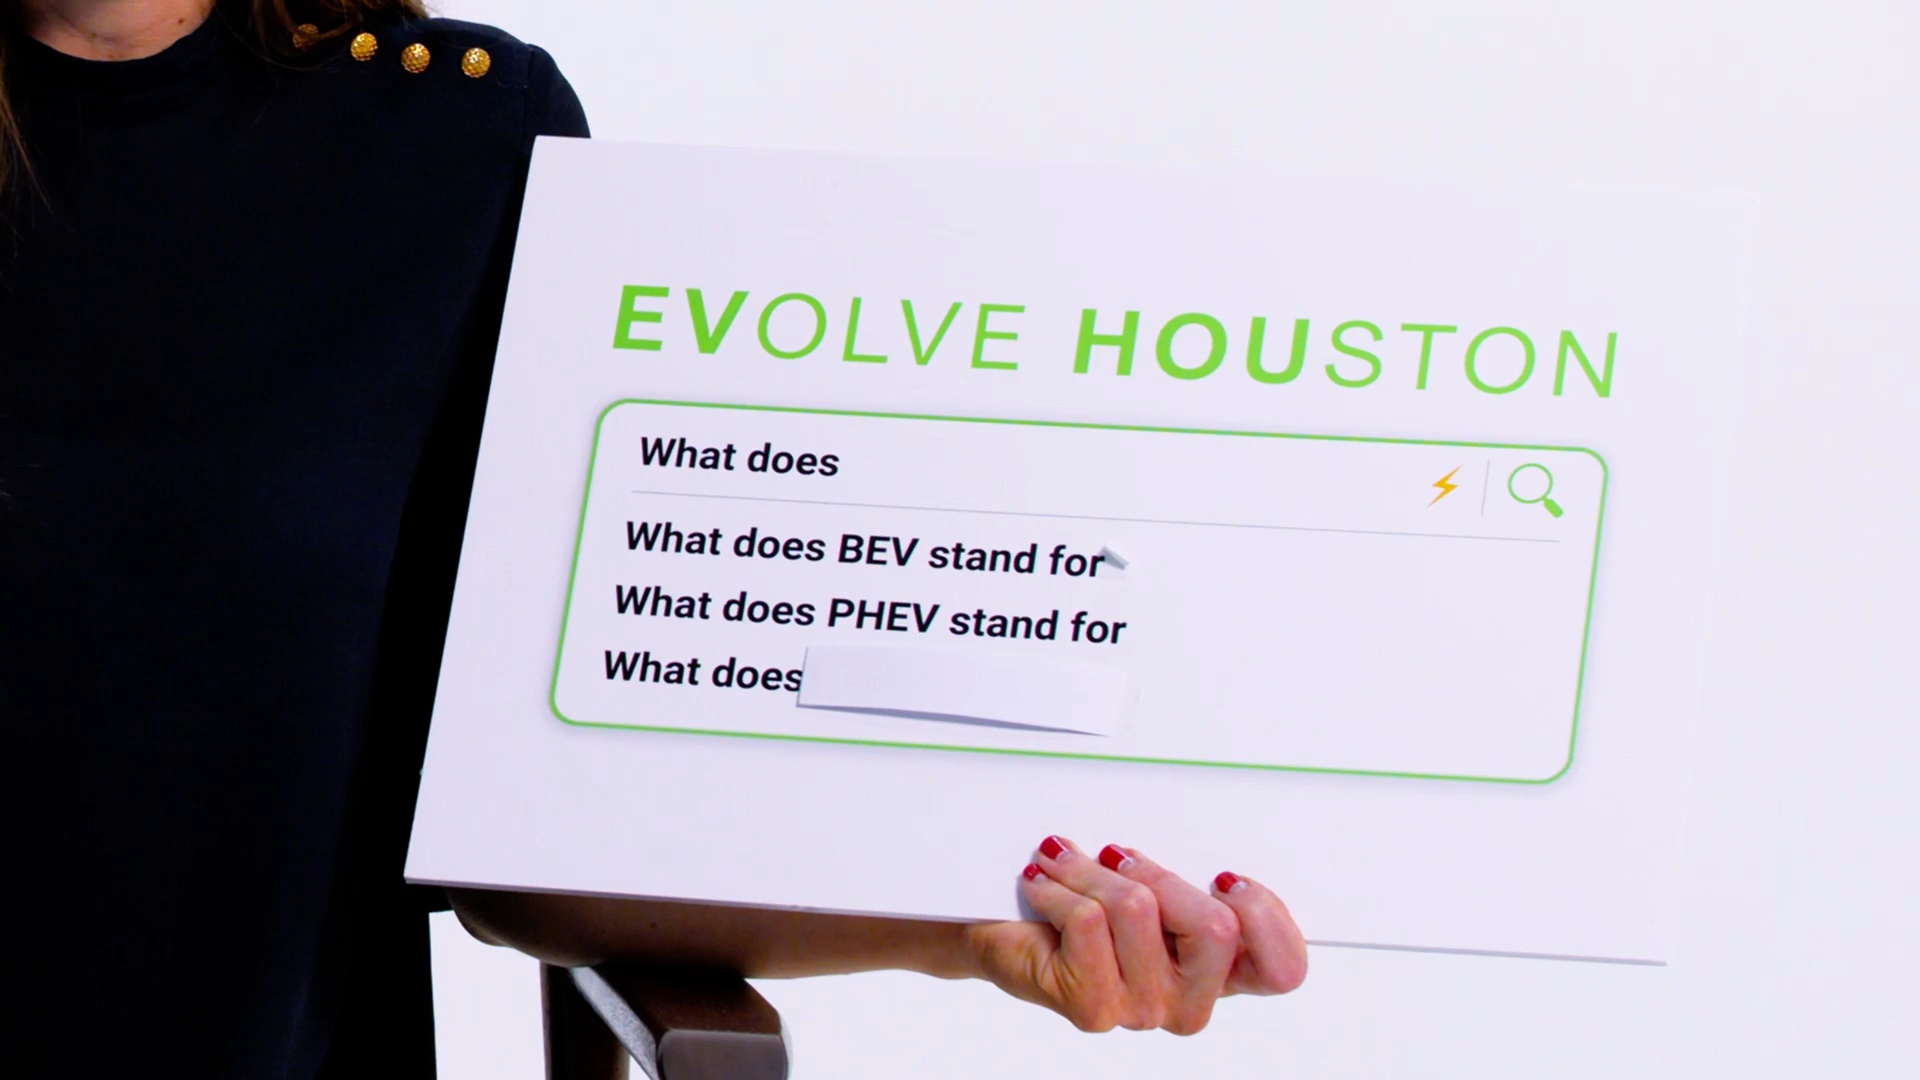 EVOLVE HOUSTON
What does
What does BEV stand for
What does PHEV stand for
What does